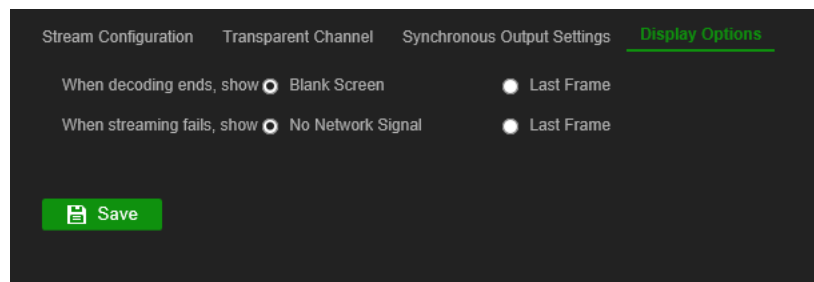 Stream Configuration Transparent Channel Synchronous Output Settings Display Options
When decoding ends, show Blank Screen Last Frame
When streaming fails, show No Network Signal Last Frame
Save